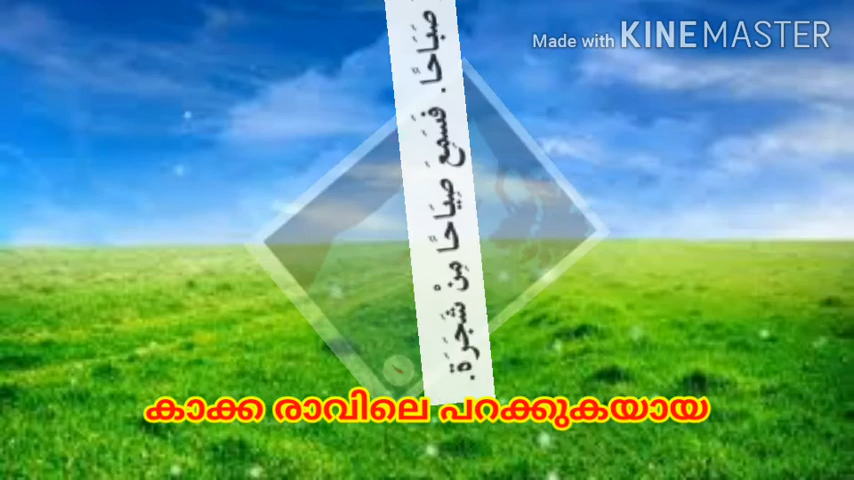 Made with KINEMASTER
صَبَاحًا. فَسَمِعَ صِيَاحًا مِنْ شَجَرَة.
കാക്ക രാവിലെ പറക്കുകയായ